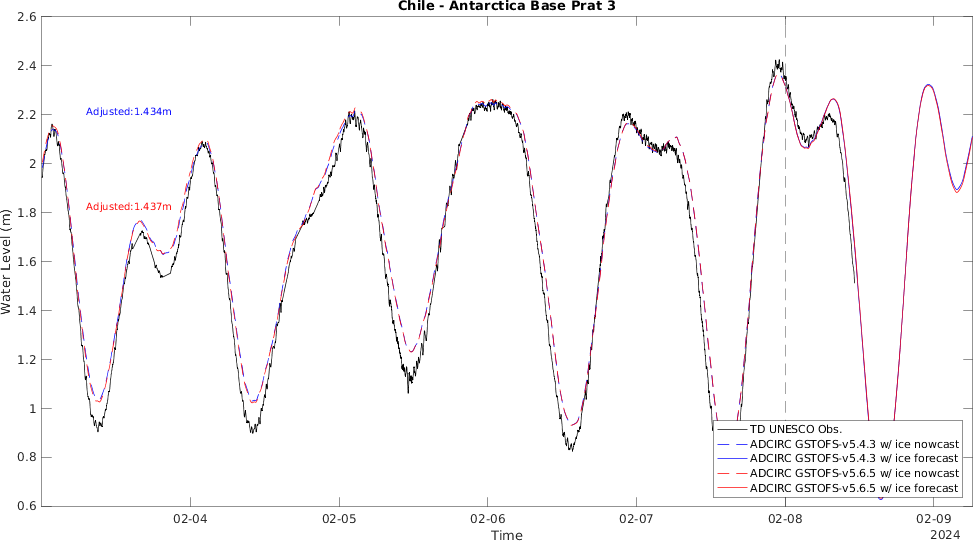 Chile - Antarctica Base Prat 3
2.6
2.4
2.2
2
1.8
1.6
1.4
1.2
1
0.8
0.6
Water Level (m)
Adjusted:1.434m
Adjusted:1.437m
TD UNESCO Obs.
ADCIRC GSTOFS-v5.4.3 w/ ice nowcast
ADCIRC GSTOFS-v5.4.3 w/ ice forecast
ADCIRC GSTOFS-v5.6.5 w/ ice nowcast
ADCIRC GSTOFS-v5.6.5 w/ ice forecast
02-04 02-05 02-06 02-07 02-08 02-09
Time
2024